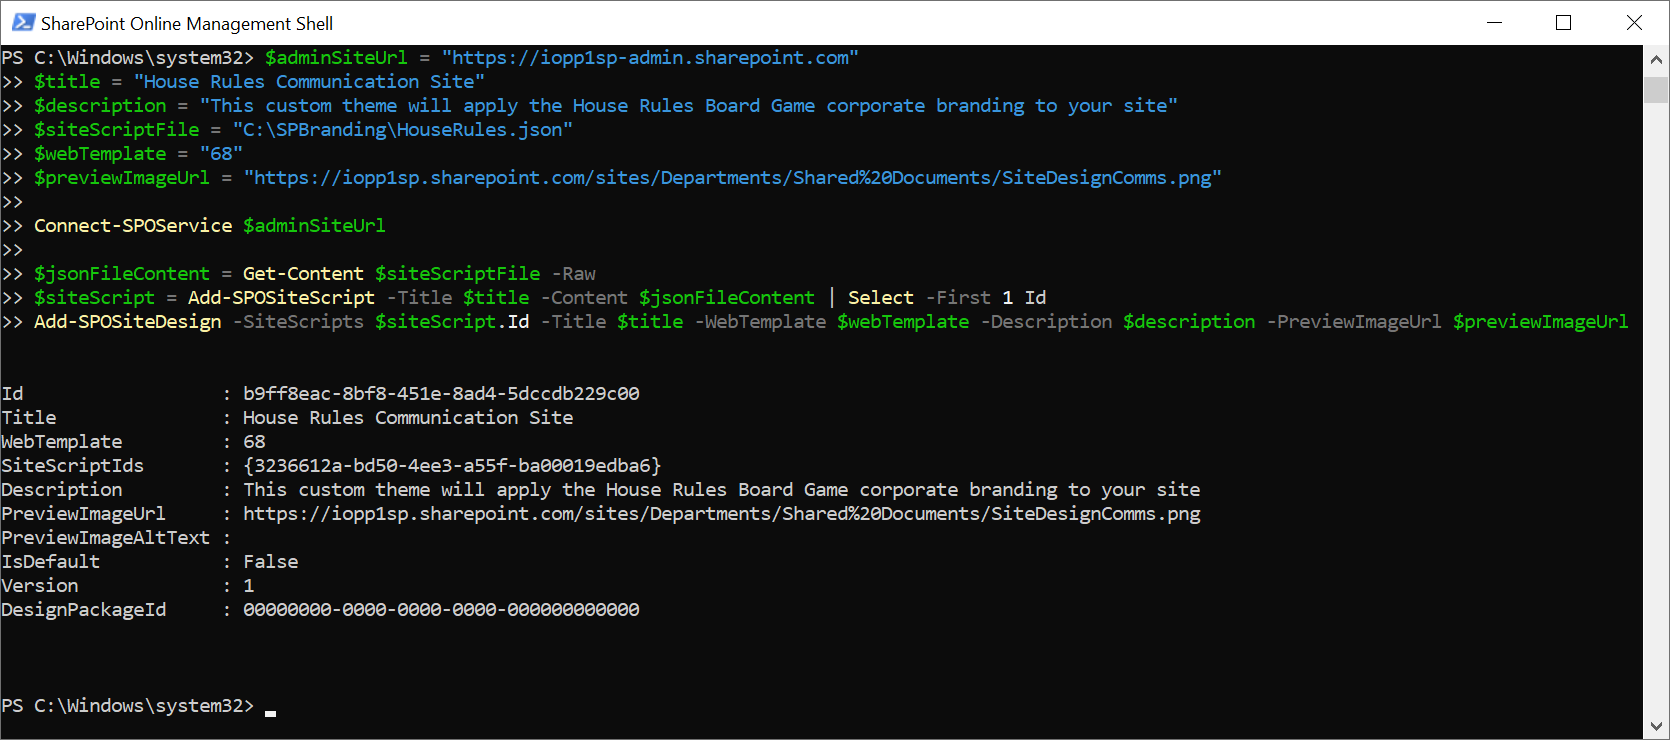 SharePoint Online Management Shell
PS C:\Windows\system32> $adminSiteUrl = "https://iopp1sp-admin.sharepoint.com"
>> $title = "House Rules Communication Site"
>> $description = "This custom theme will apply the House Rules Board Game corporate branding to your site"
>> $siteScriptFile = "C:\SPBranding\HouseRules.json"
>> $webTemplate = "68"
>> $previewImageUrl = "https://iopp1sp.sharepoint.com/sites/Departments/Shared%20Documents/SiteDesignComms.png"
>>
>> Connect-SPOService $adminSiteUrl
>>
>> $jsonFileContent = Get-Content $siteScriptFile -Raw
>> $siteScript = Add-SPOSiteScript -Title $title -Content $jsonFileContent | Select -First 1 Id
>> Add-SPOSiteDesign -SiteScripts $siteScript.Id -Title $title -WebTemplate $webTemplate -Description $description -PreviewImageUrl $previewImageUrl
Id                  : b9ff8eac-8bf8-451e-8ad4-5dccdb229c00
Title               : House Rules Communication Site
WebTemplate         : 68
SiteScriptIds       : {3236612a-bd50-4ee3-a55f-ba00019edba6}
Description         : This custom theme will apply the House Rules Board Game corporate branding to your site
PreviewImageUrl     : https://iopp1sp.sharepoint.com/sites/Departments/Shared%20Documents/SiteDesignComms.png
PreviewImageAltText :
IsDefault           : False
Version             : 1
DesignPackageId     : 00000000-0000-0000-0000-000000000000
PS C:\Windows\system32>